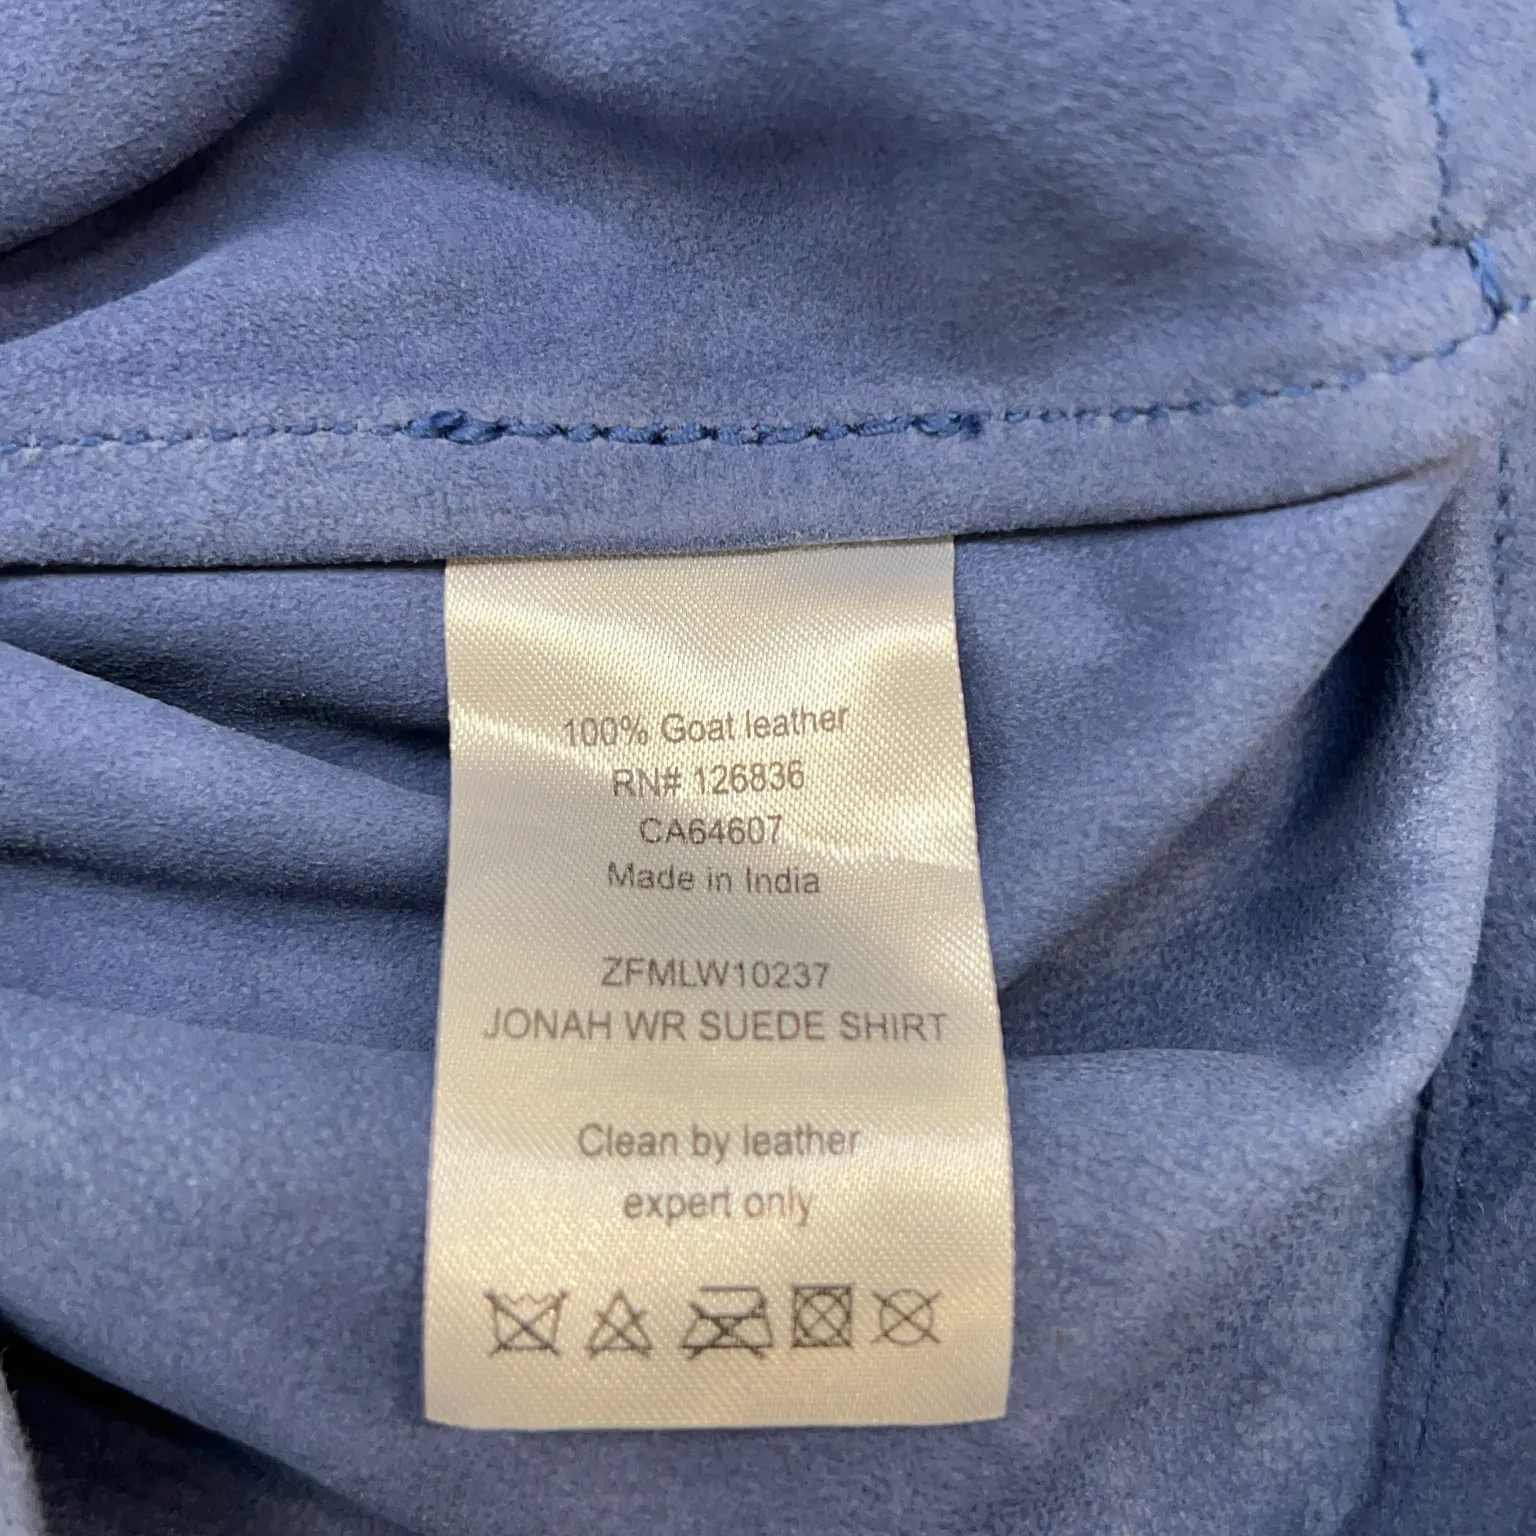 100% Goat leather
RN# 126836
CA64607
Made in India
ZFMLW10237
JONAH WR SUEDE SHIRT
Clean by leather
expert only